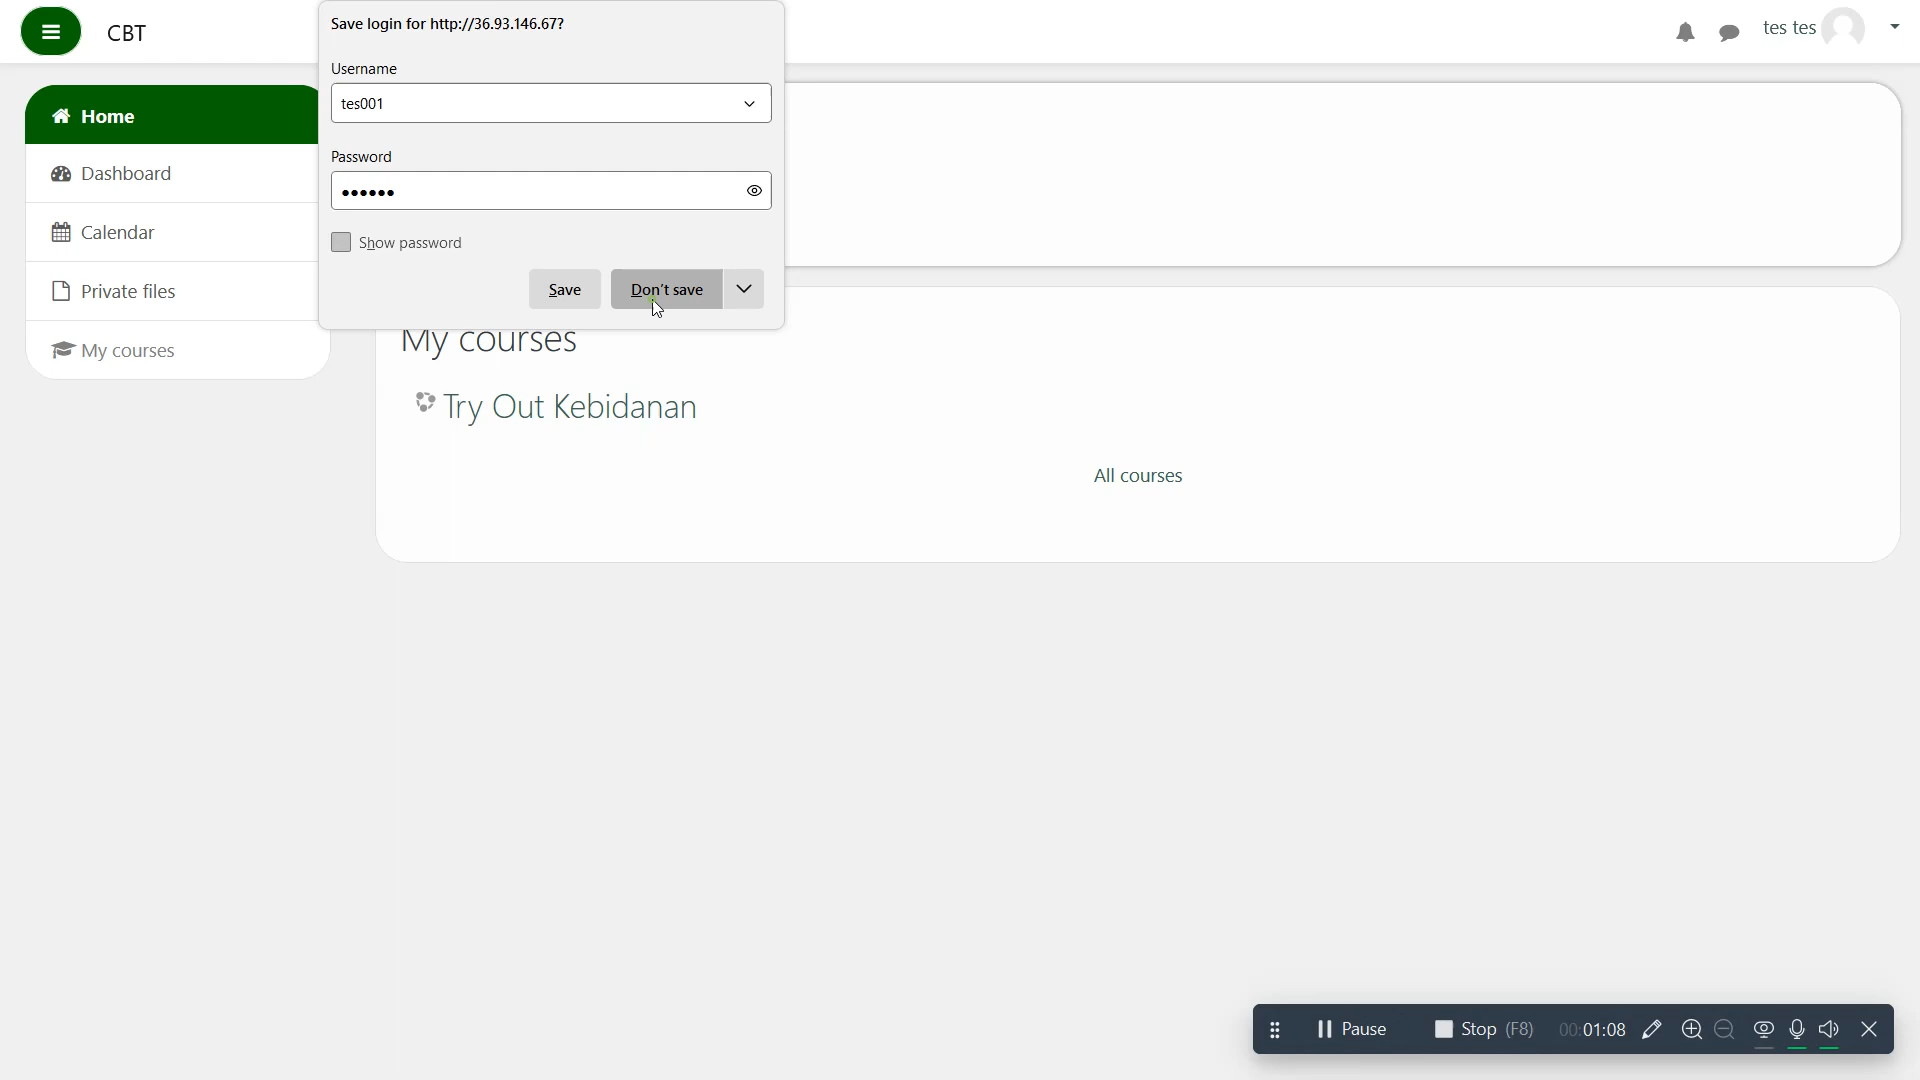 CBT
tes tes
Save login for http://36.93.146.67?
Username
tes001
Password
••••••
Show password
Save
Don't save
Home
Dashboard
Calendar
Private files
My courses
My courses
Try Out Kebidanan
All courses
Pause
Stop (F8)
00:01:08